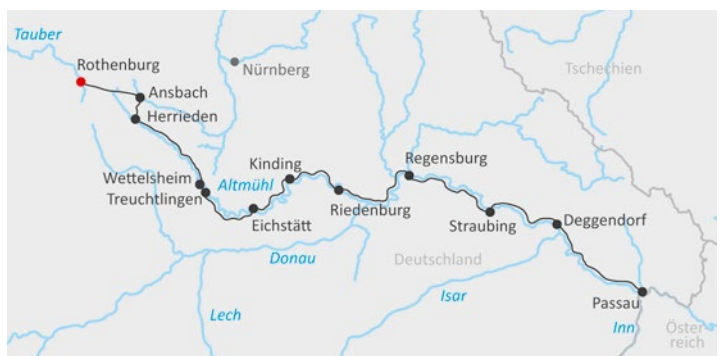 Tauber
Rothenburg
Nürnberg
Tschechien
Ansbach
Herrieden
Kinding
Regensburg
Wettelsheim
Altmühl
Treuchtlingen
Riedenburg
Eichstätt
Straubing
Deggendorf
Donau
Deutschland
Isar
Lech
Passau
Inn
Öster
reich